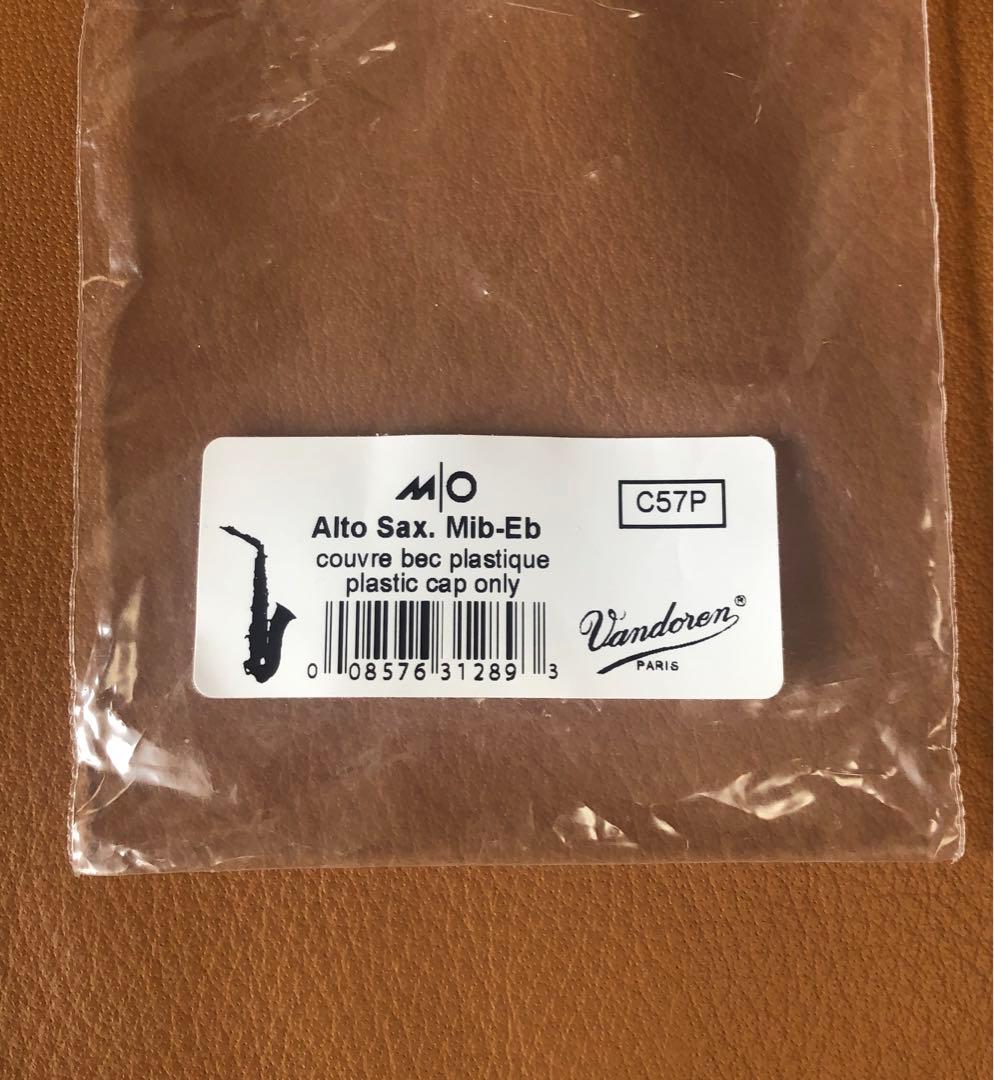 M|O
C57P
Alto Sax. Mib-Eb
couvre bec plastique
plastic cap only
Vandoren®
PARIS
0 08576 31289 3